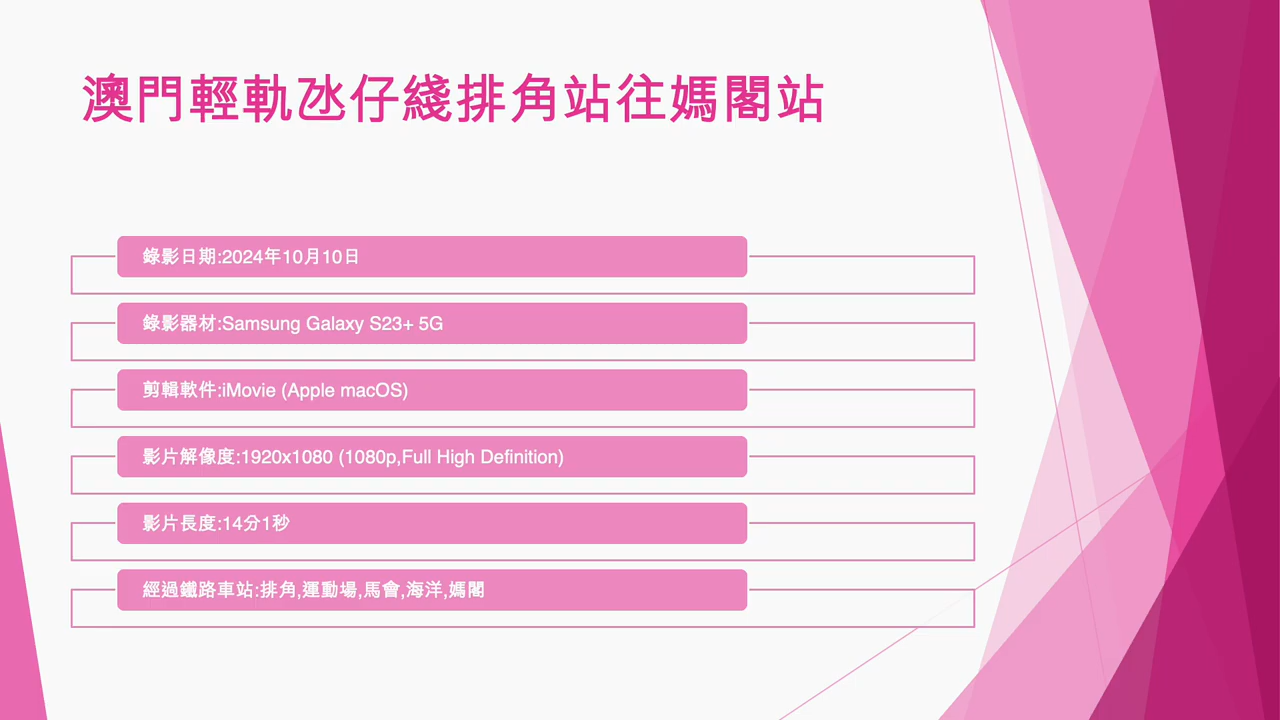 澳門輕軌氹仔綫排角站往媽閣站
錄影日期:2024年10月10日
錄影器材:Samsung Galaxy S23+ 5G
剪輯軟件:iMovie (Apple macOS)
影片解像度:1920x1080 (1080p,Full High Definition)
影片長度:14分1秒
經過鐵路車站:排角,運動場,馬會,海洋,媽閣